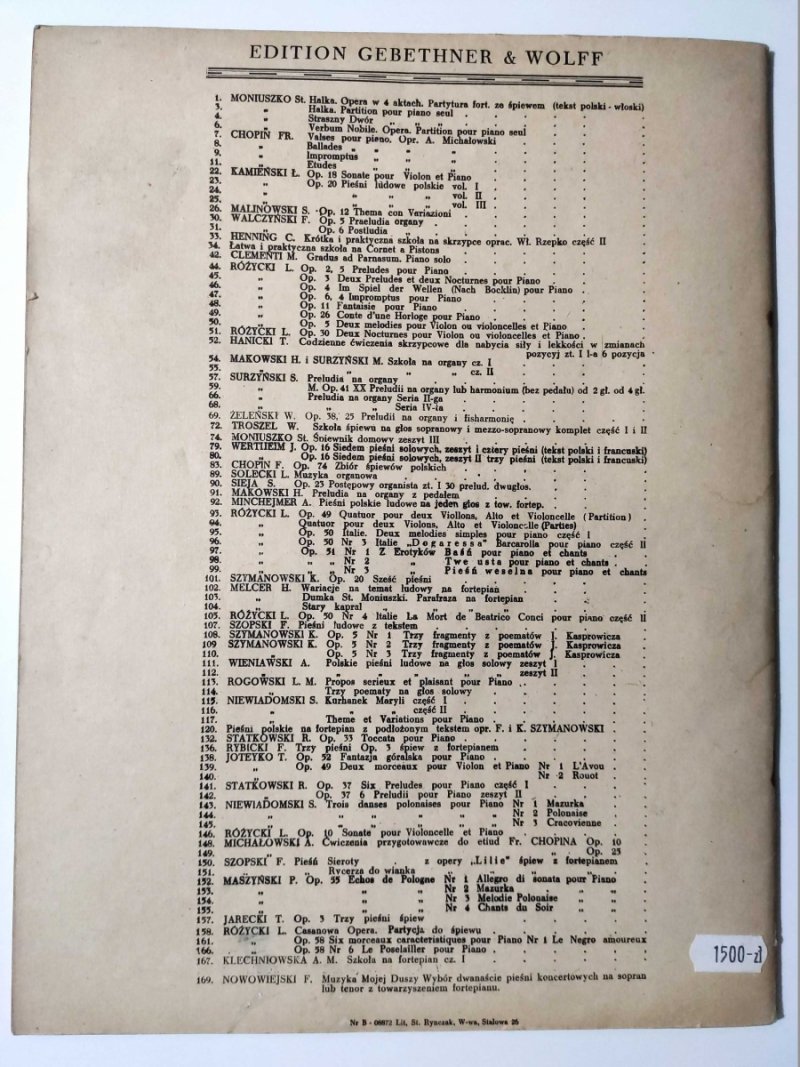 EDITION GEBETHNER & WOLFF
1. MONIUSZKO St. Halka. Opera w 4 aktach. Partytura fort. ze śpiewem (tekst polski - włoski)
3. „ Halka. Partition pour piano seul
4. „ Straszny Dwór „ „ „
6. „ Verbum Nobile. Opera. Partition pour piano seul
7. CHOPIN FR. Valses pour piano. Opr. A. Michałowski
8. „ Ballades „ „ „ „
9. „ Impromptus „ „ „
11. „ Etudes „ „ „
22. KAMIEŃSKI Ł. Op. 18 Sonate pour Violon et Piano
23. „ Op. 20 Pieśni ludowe polskie vol. I
24. „ „ „ „ vol. II
25. „ „ „ „ vol. III
26. MALINOWSKI S. Op. 12 Thema con Variazioni
30. WALCZYŃSKI F. Op. 5 Praeludia organy
31. „ Op. 6 Postludia „
33. HENNING C. Krótka i praktyczna szkoła na skrzypce oprac. Wł. Rzepko część II
34. Łatwa i praktyczna szkoła na Cornet a Pistons
42. CLEMENTI M. Gradus ad Parnasum. Piano solo
44. RÓŻYCKI L. Op. 2, 5 Preludes pour Piano
45. „ Op. 3 Deux Preludes et deux Nocturnes pour Piano
46. „ Op. 4 Im Spiel der Wellen (Nach Bocklin) pour Piano
47. „ Op. 6, 4 Impromptus pour Piano
48. „ Op. 11 Fantaisie pour Piano
49. „ Op. 26 Conte d'une Horloge pour Piano
50. „ Op. 5 Deux melodies pour Violon ou violoncelles et Piano
51. RÓŻYCKI L. Op. 30 Deux Nocturnes pour Violon ou violoncelles et Piano
52. HANICKI T. Codzienne ćwiczenia skrzypcowe dla nabycia siły i lekkości w zmianach
pozycyj zt. I 1-a 6 pozycja
54. MAKOWSKI H. i SURZYŃSKI M. Szkoła na organy cz. I
55. „ „ „ „ cz. II
57. SURZYŃSKI S. Preludia na organy
59. „ M. Op. 41 XX Preludii na organy lub harmonium (bez pedału) od 2 gł. od 4 gł.
66. „ Preludia na organy Seria II-ga
68. „ „ „ Seria IV-ta
69. ŻELEŃSKI W. Op. 38, 25 Preludii na organy i fisharmonię
72. TROSZEL W. Szkoła śpiewu na głos sopranowy i mezzo-sopranowy komplet część I i II
74. MONIUSZKO St. Śpiewnik domowy zeszyt III
79. WERTHEIM J. Op. 16 Siedem pieśni solowych, zeszyt I cztery pieśni (tekst polski i francuski)
80. „ Op. 16 Siedem pieśni solowych, zeszyt II trzy pieśni (tekst polski i francuski)
83. CHOPIN F. Op. 74 Zbiór śpiewów polskich
89. SOLECKI L. Muzyka organowa
90. SIEJA S. Op. 25 Postępowy organista zt. I 30 prelud. dwugłos.
91. MAKOWSKI H. Preludia na organy z pedałem
92. MINCHEJMER A. Pieśni polskie ludowe na jeden głos z tow. fortep.
93. RÓŻYCKI L. Op. 49 Quatuor pour deux Viollons, Alto et Violoncelle (Partition)
94. „ Quatuor pour deux Violons, Alto et Violoncelle (Parties)
95. „ Op. 50 Italie. Deux melodies simples pour piano część I
96. „ Op. 50 Nr 3 Italie „Dogaressa" Barcarolla pour piano część II
97. „ Op. 51 Nr 1 Z Erotyków Baśń pour piano et chants
98. „ „ „ Nr 2 „ Twe usta pour piano et chants
99. „ „ „ Nr 3 „ Pieśń weselna pour piano et chants
101. SZYMANOWSKI K. Op. 20 Sześć pieśni
102. MELCER H. Wariacje na temat ludowy na fortepian
103. „ Dumka St. Moniuszki. Parafraza na fortepian
104. „ Stary kapral „ „ „
105. RÓŻYCKI L. Op. 50 Nr 4 Italie La Mort de Beatrico Conci pour piano część II
107. SZOPSKI F. Pieśni ludowe z tekstem
108. SZYMANOWSKI K. Op. 5 Nr 1 Trzy fragmenty z poematów J. Kasprowicza
109 SZYMANOWSKI K. Op. 5 Nr 2 Trzy fragmenty z poematów J. Kasprowicza
110. „ Op. 5 Nr 3 Trzy fragmenty z poematów J. Kasprowicza
111. WIENIAWSKI A. Polskie pieśni ludowe na głos solowy zeszyt I
112. „ „ „ „ „ „ zeszyt II
113. ROGOWSKI L. M. Propos serieux et plaisant pour Piano
114. „ Trzy poematy na głos solowy
115. NIEWIADOMSKI S. Kurhanek Maryli część I
116. „ „ „ część II
117. „ Theme et Variations pour Piano
120. Pieśni polskie na fortepian z podłożonym tekstem opr. F. i K. SZYMANOWSKI
132. STATKOWSKI R. Op. 33 Toccata pour Piano
136. RYBICKI F. Trzy pieśni Op. 3 śpiew z fortepianem
138. JOTEYKO T. Op. 52 Fantazja góralska pour Piano
139. „ Op. 49 Deux morceaux pour Violon et Piano Nr 1 L'Avou
140. Nr 2 Rouot
141. STATKOWSKI R. Op. 37 Six Preludes pour Piano część I
142. „ Op. 37 6 Preludii pour Piano zeszyt II
143. NIEWIADOMSKI S. Trois danses polonaises pour Piano Nr 1 Mazurka
144. „ „ „ „ „ „ Nr 2 Polonaise
145. „ „ „ „ „ „ Nr 3 Cracovienne
146. RÓŻYCKI L. Op. 10 Sonate pour Violoncelle et Piano
148. MICHAŁOWSKI A. Ćwiczenia przygotowawcze do etiud Fr. CHOPINA Op. 10
149. „ „ „ „ „ Op. 25
150. SZOPSKI F. Pieśń Sieroty z opery „Lilie" śpiew z fortepianem
151. „ Rycerza do wianka „ „ „ „
152. MASZYŃSKI P. Op. 55 Echos de Pologne Nr 1 Allegro di sonata pour Piano
153. „ „ „ Nr 2 Mazurka „ „
154. „ „ „ Nr 3 Melodie Polonaise „ „
155. „ „ „ Nr 4 Chants du Soir „ „
157. JARECKI T. Op. 3 Trzy pieśni śpiew
158. RÓŻYCKI L. Casanowa Opera. Partycja do śpiewu
161. „ Op. 58 Six morceaux caracteristiques pour Piano Nr 1 Le Negro amoureux
166. „ Op. 58 Nr 6 Le Poselailler pour Piano
167. KLECHNIOWSKA A. M. Szkoła na fortepian cz. I
169. NOWOWIEJSKI F. Muzyka Mojej Duszy Wybór dwanaście pieśni koncertowych na sopran
lub tenor z towarzyszeniem fortepianu.
1500-zł
Nr B - 06872 Lit, St. Rynczak, W-wa, Stalowa 26